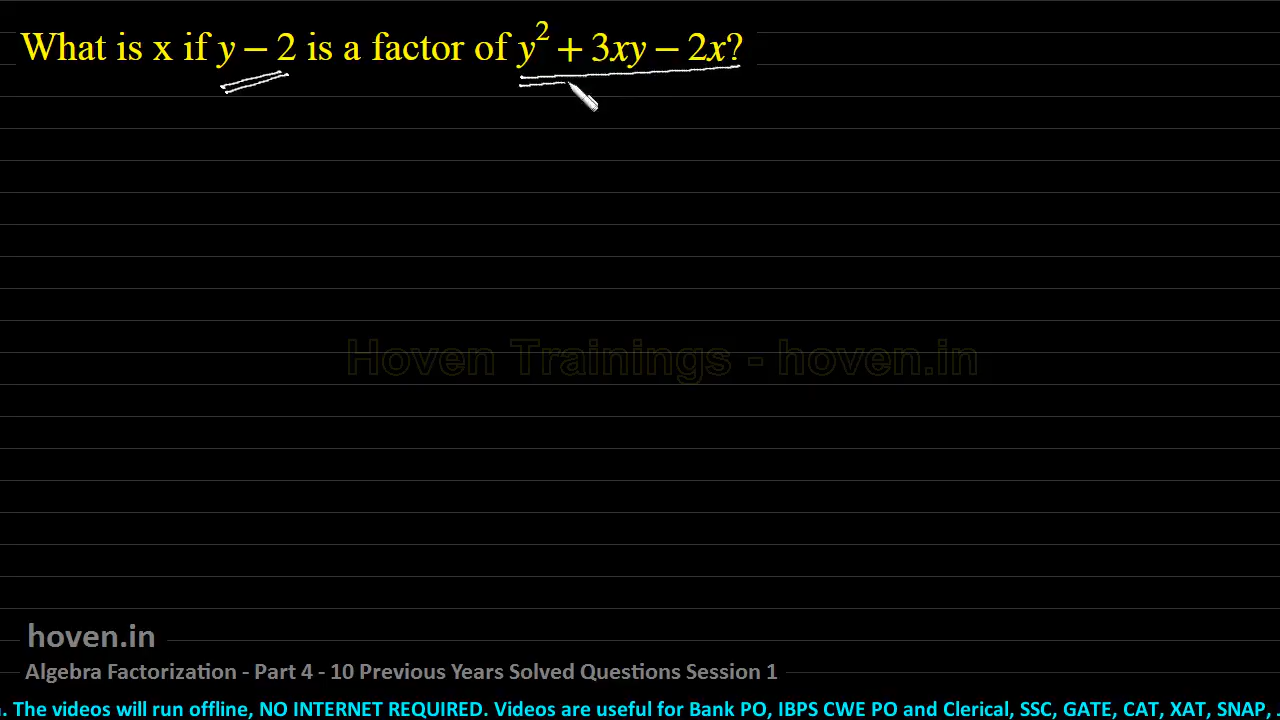 What is x if y − 2 is a factor of y² + 3xy − 2x?
Hoven Trainings - hoven.in
hoven.in
Algebra Factorization - Part 4 - 10 Previous Years Solved Questions Session 1
. The videos will run offline, NO INTERNET REQUIRED. Videos are useful for Bank PO, IBPS CWE PO and Clerical, SSC, GATE, CAT, XAT, SNAP,